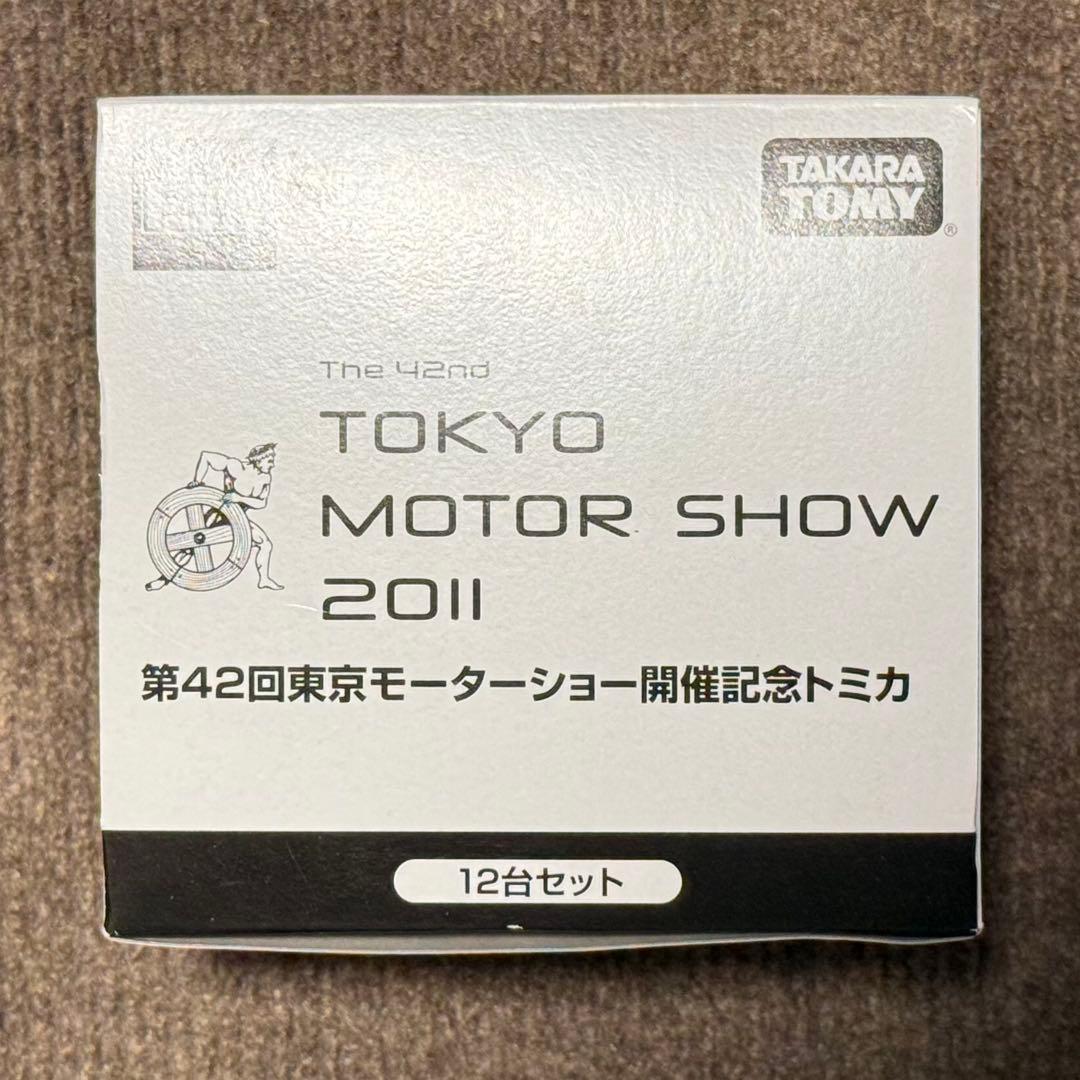 TAKARA
TOMY
®
The 42nd
TOKYO
MOTOR SHOW
2011
第42回東京モーターショー開催記念トミカ
12台セット